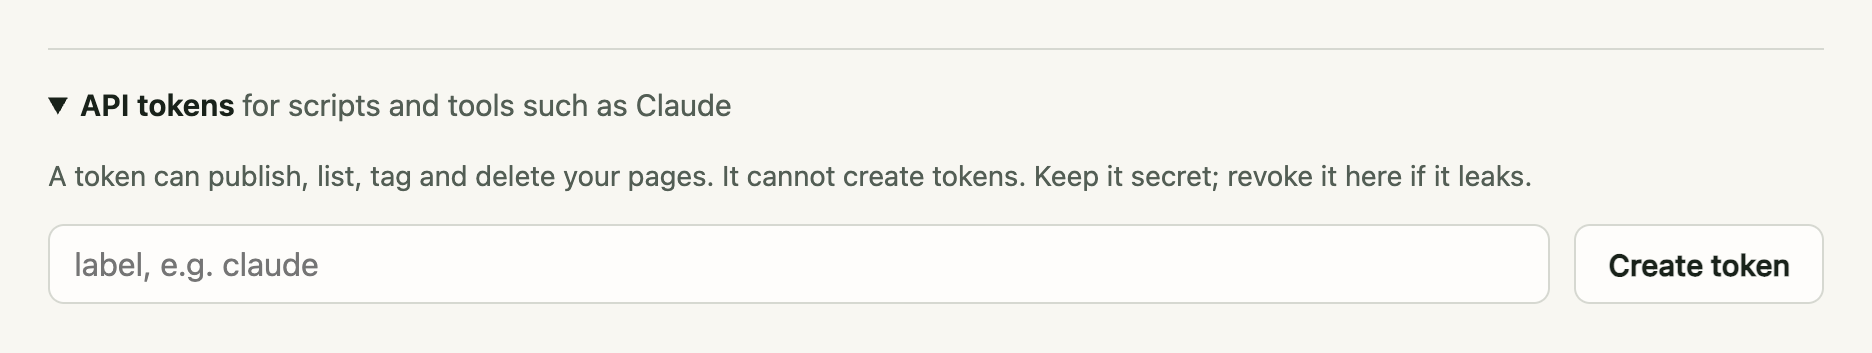 ▼ API tokens for scripts and tools such as Claude
A token can publish, list, tag and delete your pages. It cannot create tokens. Keep it secret; revoke it here if it leaks.
label, e.g. claude
Create token